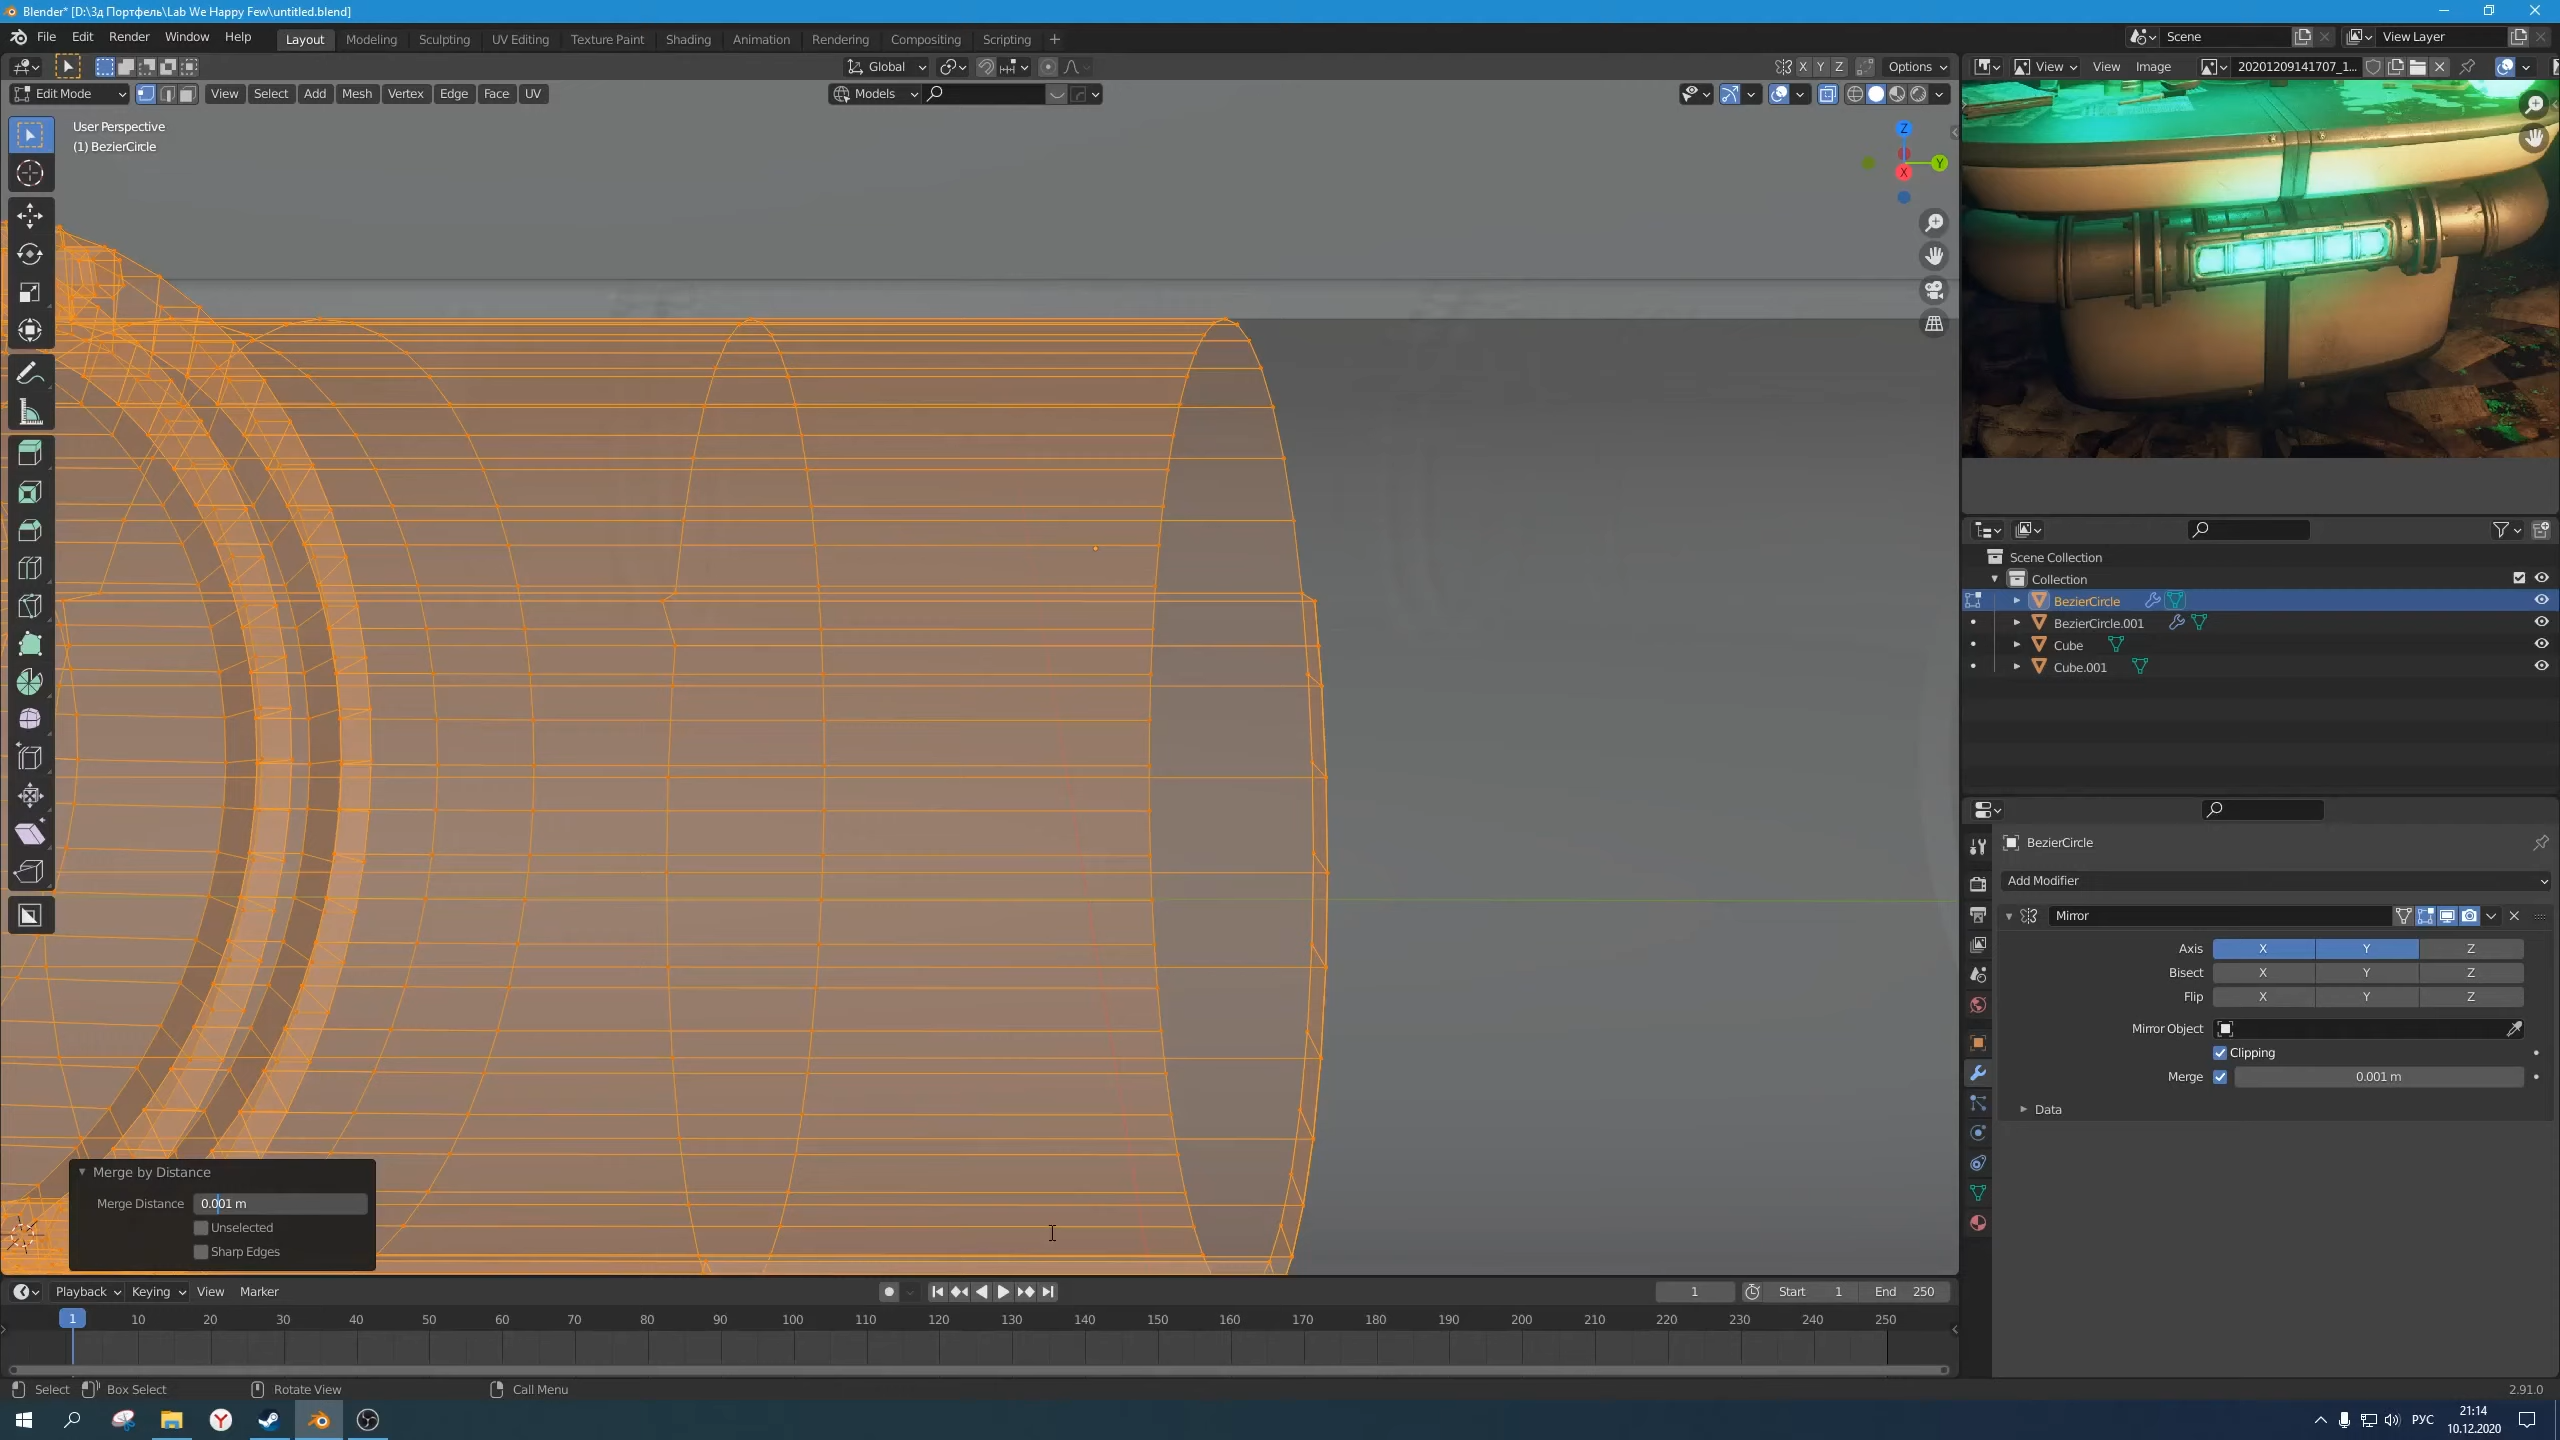 Blender* [D:\3д Портфель\Lab We Happy Few\untitled.blend]
File Edit Render Window Help Layout Modeling Sculpting UV Editing Texture Paint Shading Animation Rendering Compositing Scripting + Scene View Layer
Global X Y Z Options View View Image 20201209141707_1...
Edit Mode View Select Add Mesh Vertex Edge Face UV Models
User Perspective
(1) BezierCircle
Z
Y
X
Scene Collection
Collection
BezierCircle
BezierCircle.001
Cube
Cube.001
BezierCircle
Add Modifier
Mirror
Axis X Y Z
Bisect X Y Z
Flip X Y Z
Mirror Object
Clipping
Merge 0.001 m
Data
Merge by Distance
Merge Distance 0.001 m
Unselected
Sharp Edges
Playback Keying View Marker 1 Start 1 End 250
1 10 20 30 40 50 60 70 80 90 100 110 120 130 140 150 160 170 180 190 200 210 220 230 240 250
Select Box Select Rotate View Call Menu 2.91.0
РУС 21:14
10.12.2020